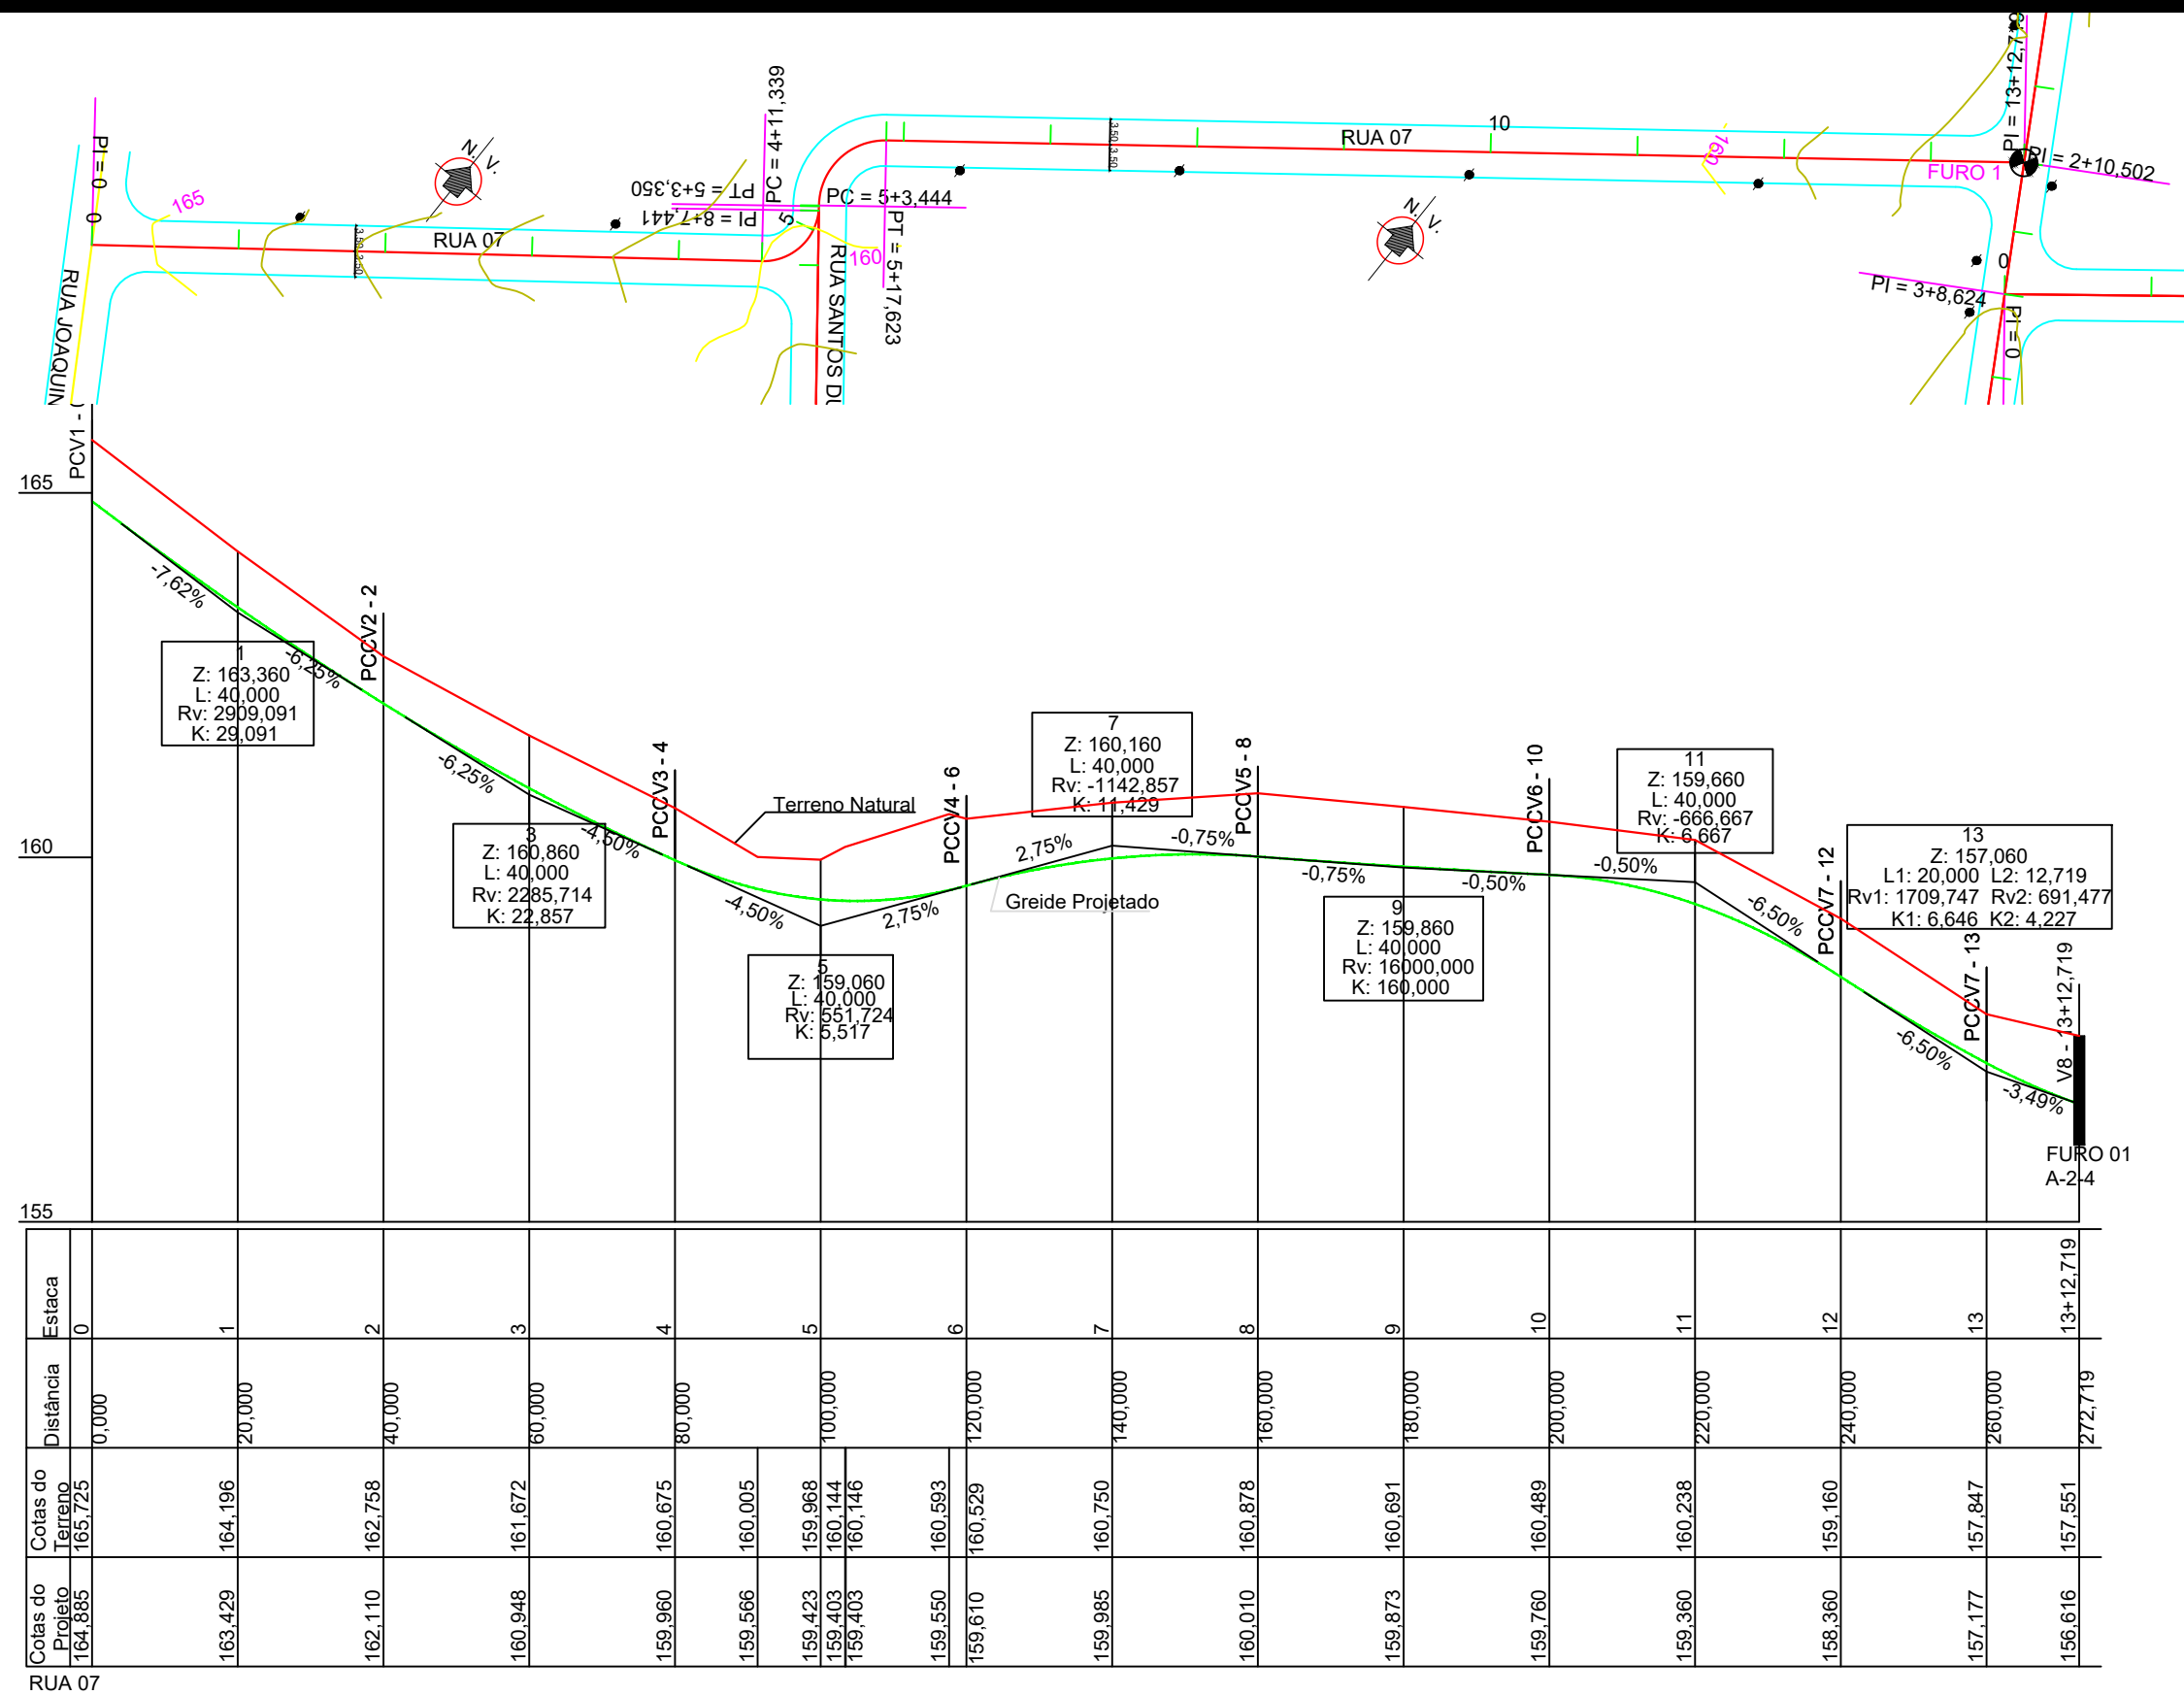 PI = 0
0
165
N. V.
RUA 07
3.50
3.50
RUA JOAQUIN
PT = 5+3,350
PI = 8+7,441
PC = 4+11,339
5
PC = 5+3,444
PT = 5+17,623
160
RUA SANTOS DU
3.50
3.50
RUA 07
10
N. V.
160
FURO 1
PI = 13+12,719
PI = 2+10,502
0
PI = 3+8,624
PI = 0
PCV1 -
165
160
155
-7,62%
-6,25%
PCCV2 - 2
1
Z: 163,360
L: 40,000
Rv: 2909,091
K: 29,091
-6,25%
-4,50%
PCCV3 - 4
3
Z: 160,860
L: 40,000
Rv: 2285,714
K: 22,857
Terreno Natural
-4,50%
2,75%
PCCV4 - 6
5
Z: 159,060
L: 40,000
Rv: 551,724
K: 5,517
2,75%
-0,75%
Greide Projetado
7
Z: 160,160
L: 40,000
Rv: -1142,857
K: 11,429
PCCV5 - 8
-0,75%
-0,50%
9
Z: 159,860
L: 40,000
Rv: 16000,000
K: 160,000
PCCV6 - 10
-0,50%
-6,50%
11
Z: 159,660
L: 40,000
Rv: -666,667
K: 6,667
PCCV7 - 12
13
Z: 157,060
L1: 20,000 L2: 12,719
Rv1: 1709,747 Rv2: 691,477
K1: 6,646 K2: 4,227
PCCV7 - 13
-6,50%
-3,49%
V8 - 13+12,719
FURO 01
A-2-4
Estaca
0 1 2 3 4 5 6 7 8 9 10 11 12 13 13+12,719
Distância
0,000 20,000 40,000 60,000 80,000 100,000 120,000 140,000 160,000 180,000 200,000 220,000 240,000 260,000 272,719
Cotas do
Terreno
165,725 164,196 162,758 161,672 160,675 160,005 159,968 160,144 160,146 160,593 160,529 160,750 160,878 160,691 160,489 160,238 159,160 157,847 157,551
Cotas do
Projeto
164,885 163,429 162,110 160,948 159,960 159,566 159,423 159,403 159,403 159,550 159,610 159,985 160,010 159,873 159,760 159,360 158,360 157,177 156,616
RUA 07